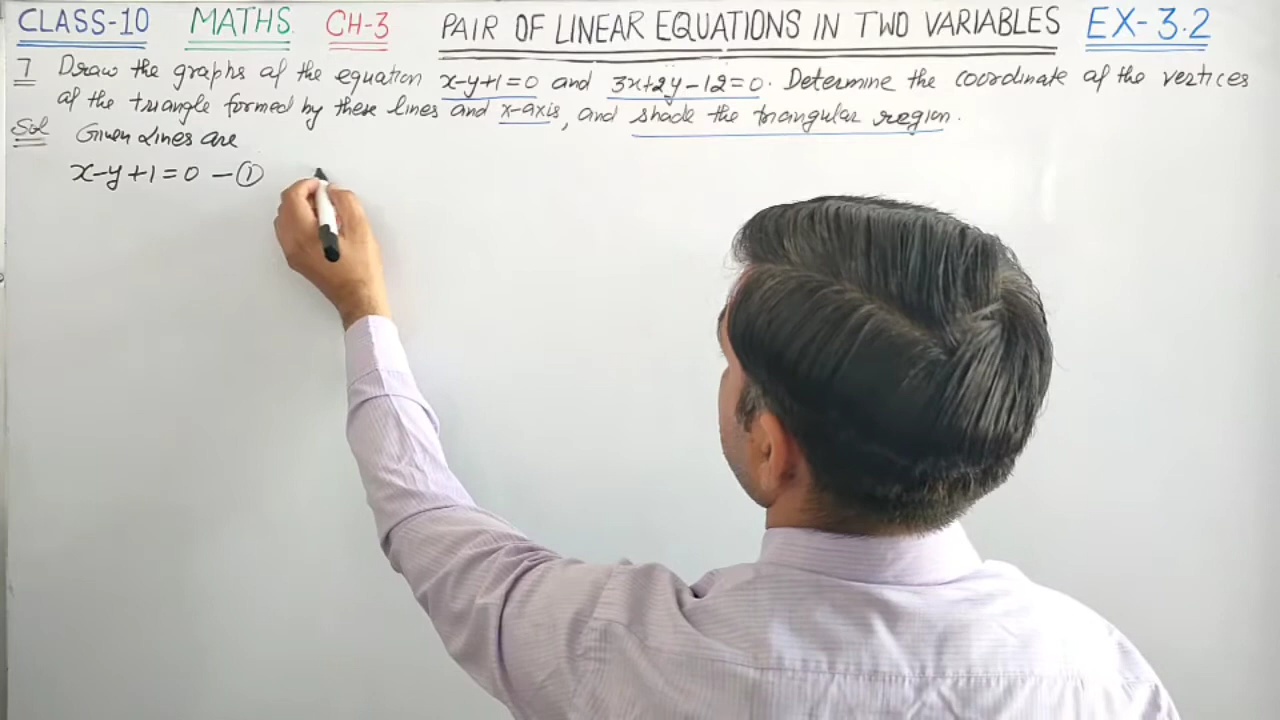 CLASS-10 MATHS CH-3 PAIR OF LINEAR EQUATIONS IN TWO VARIABLES EX-3.2
7 Draw the graphs of the equation x-y+1=0 and 3x+2y-12=0. Determine the coordinate of the vertices
of the triangle formed by these lines and x-axis, and shade the triangular region.
Sol Given Lines are
x-y+1=0 -①